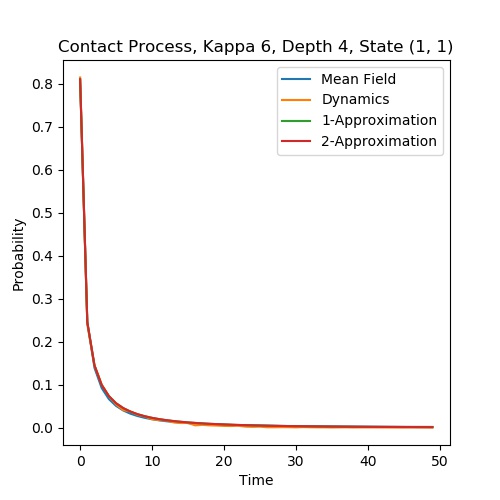 Contact Process, Kappa 6, Depth 4, State (1, 1)
Mean Field
Dynamics
1-Approximation
2-Approximation
Probability
0.8
0.7
0.6
0.5
0.4
0.3
0.2
0.1
0.0
0 10 20 30 40 50
Time